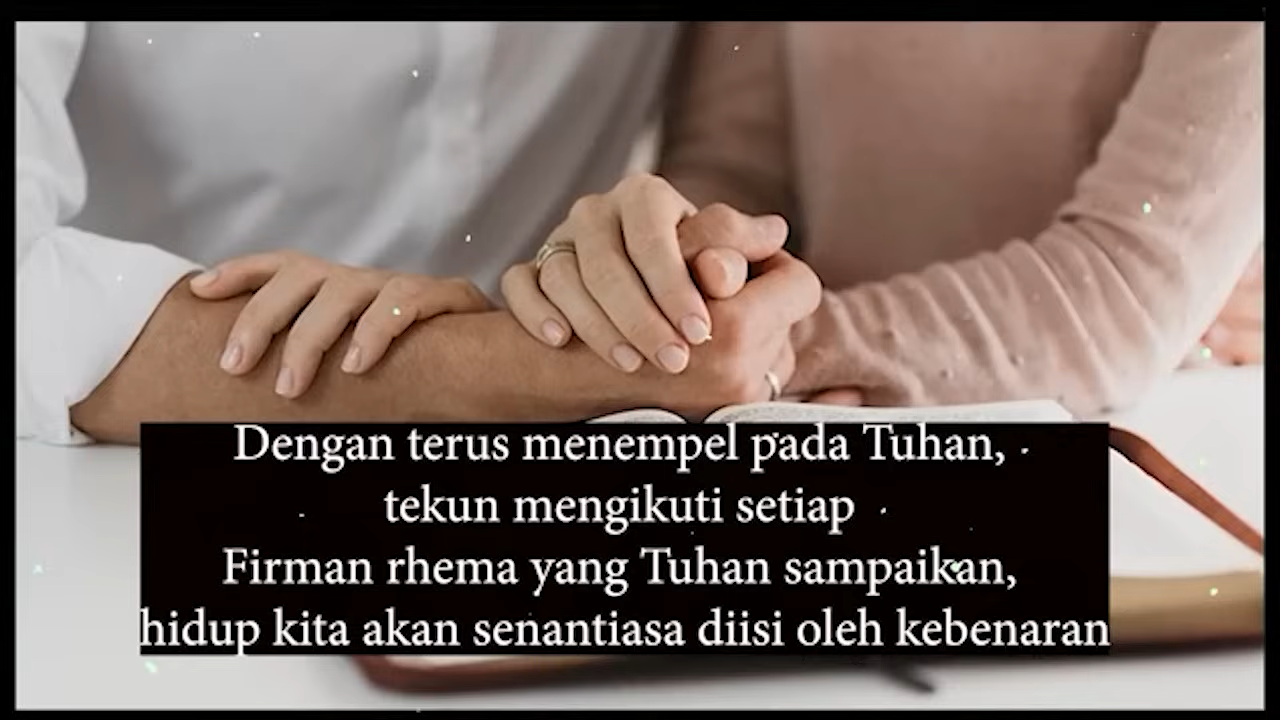 Dengan terus menempel pada Tuhan,
tekun mengikuti setiap
Firman rhema yang Tuhan sampaikan,
hidup kita akan senantiasa diisi oleh kebenaran